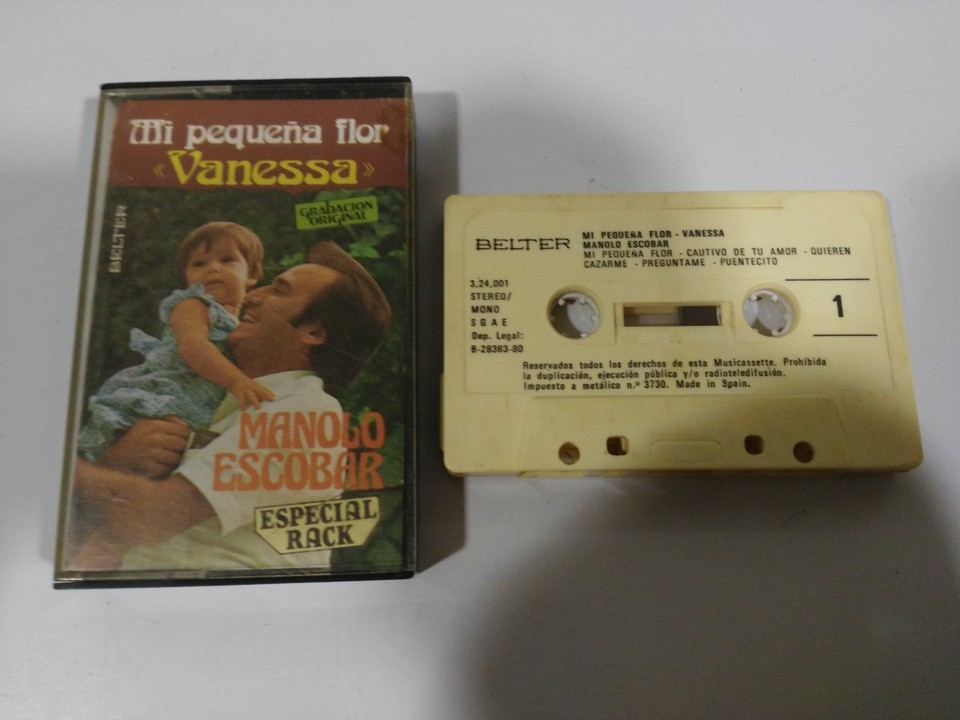 Mi pequeña flor
«Vanessa»
GRABACION
ORIGINAL
BELTER
MANOLO
ESCOBAR
ESPECIAL
RACK
BELTER
MI PEQUEÑA FLOR - VANESSA
MANOLO ESCOBAR
MI PEQUEÑA FLOR - CAUTIVO DE TU AMOR - QUIEREN
CAZARME - PREGUNTAME - PUENTECITO
3,24,001
STEREO/
MONO
S G A E
Dep. Legal:
B-28363-80
1
Reservados todos los derechos de esta Musicassette. Prohibida
la duplicación, ejecución pública y/o radioteledifusión.
Impuesto a metálico n.º 3730. Made in Spain.